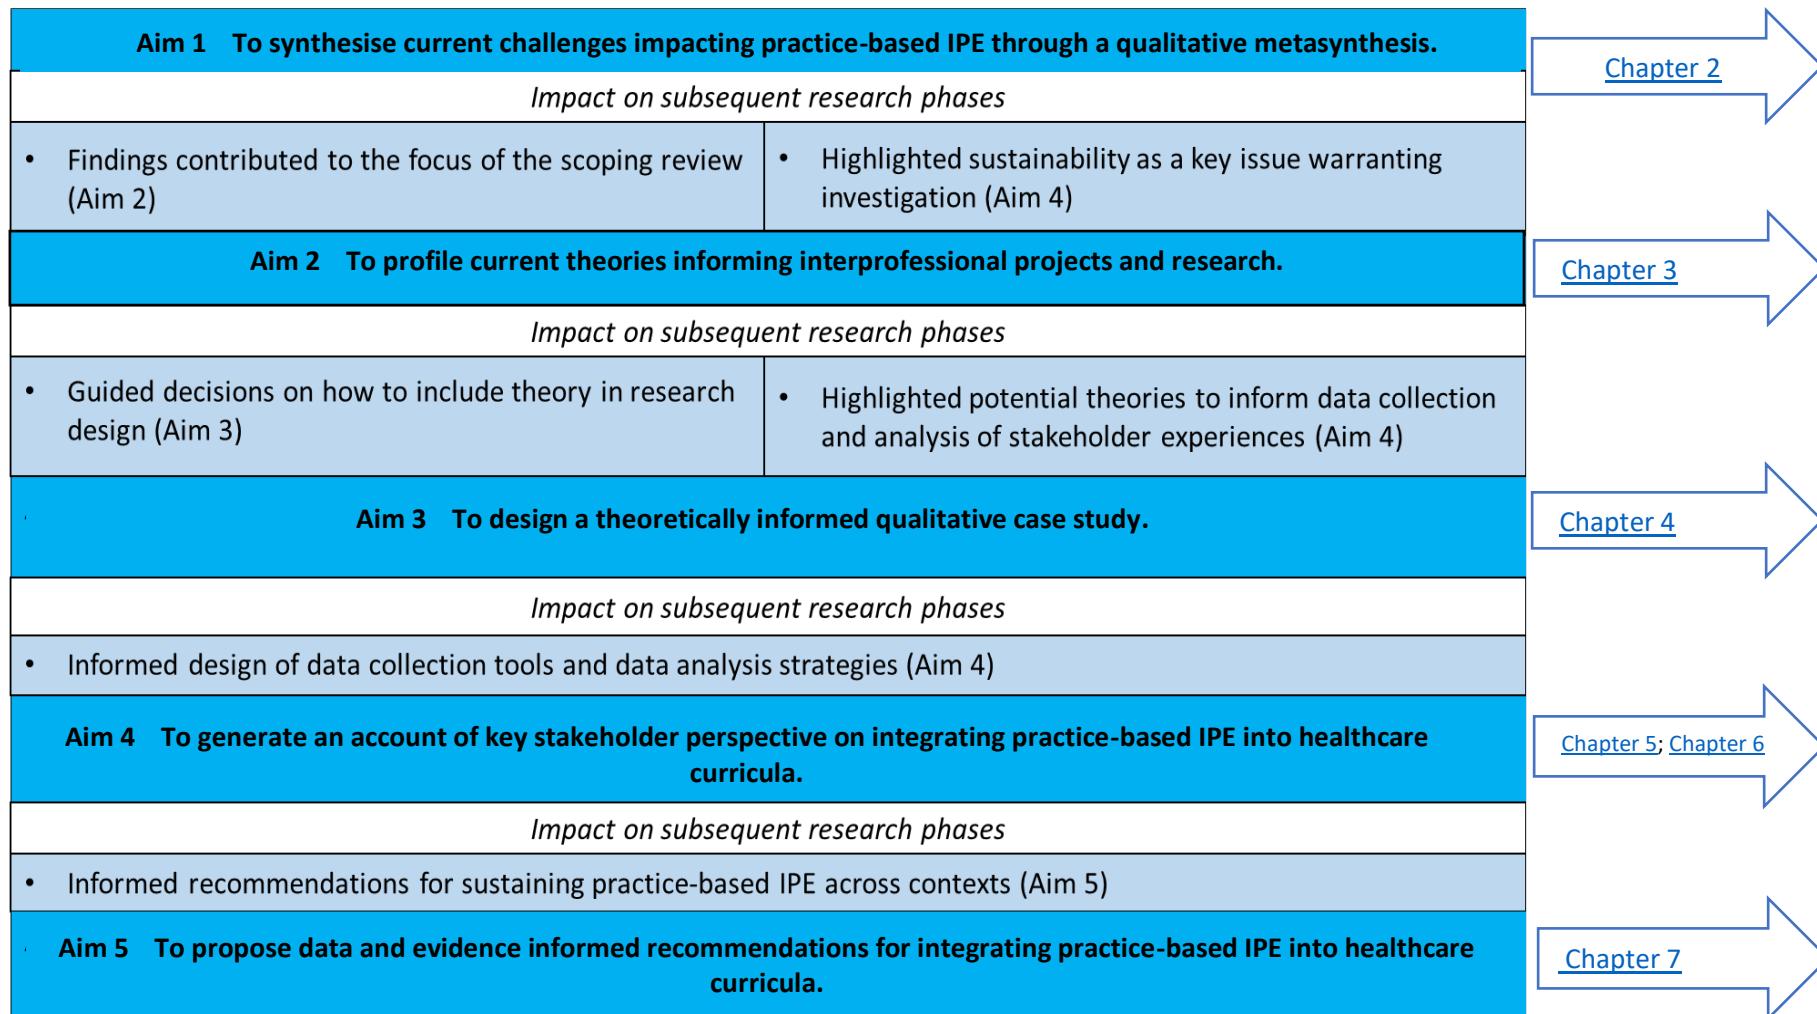 Aim 1 To synthesise current challenges impacting practice-based IPE through a qualitative metasynthesis.
Chapter 2
Impact on subsequent research phases
• Findings contributed to the focus of the scoping review
(Aim 2)
• Highlighted sustainability as a key issue warranting
investigation (Aim 4)
Aim 2 To profile current theories informing interprofessional projects and research.
Chapter 3
Impact on subsequent research phases
• Guided decisions on how to include theory in research
design (Aim 3)
• Highlighted potential theories to inform data collection
and analysis of stakeholder experiences (Aim 4)
Aim 3 To design a theoretically informed qualitative case study.
Chapter 4
Impact on subsequent research phases
• Informed design of data collection tools and data analysis strategies (Aim 4)
Aim 4 To generate an account of key stakeholder perspective on integrating practice-based IPE into healthcare
curricula.
Chapter 5; Chapter 6
Impact on subsequent research phases
• Informed recommendations for sustaining practice-based IPE across contexts (Aim 5)
Aim 5 To propose data and evidence informed recommendations for integrating practice-based IPE into healthcare
curricula.
Chapter 7